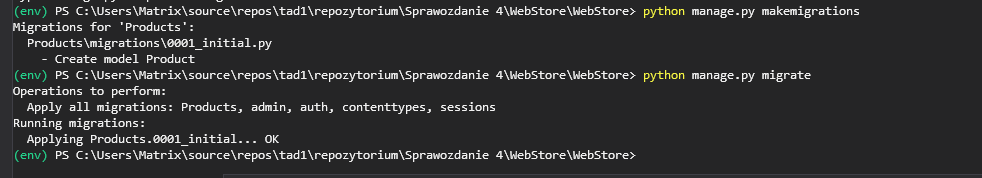 (env) PS C:\Users\Matrix\source\repos\tad1\repozytorium\Sprawozdanie 4\WebStore\WebStore> python manage.py makemigrations
Migrations for 'Products':
  Products\migrations\0001_initial.py
    - Create model Product
(env) PS C:\Users\Matrix\source\repos\tad1\repozytorium\Sprawozdanie 4\WebStore\WebStore> python manage.py migrate
Operations to perform:
  Apply all migrations: Products, admin, auth, contenttypes, sessions
Running migrations:
  Applying Products.0001_initial... OK
(env) PS C:\Users\Matrix\source\repos\tad1\repozytorium\Sprawozdanie 4\WebStore\WebStore>